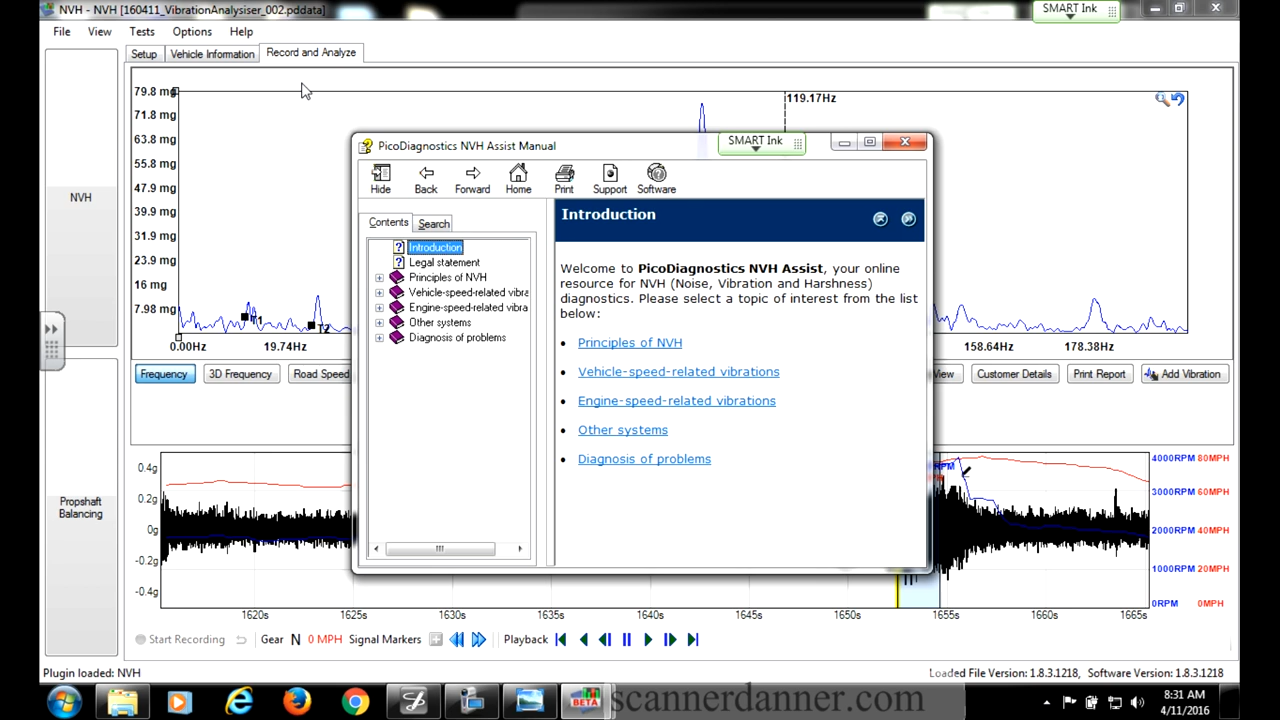 NVH - NVH [160411_VibrationAnalysiser_002.pddata]
SMART Ink
File View Tests Options Help
Setup Vehicle Information Record and Analyze
79.8 mg
71.8 mg
63.8 mg
55.8 mg
47.9 mg
39.9 mg
31.9 mg
23.9 mg
16 mg
7.98 mg
119.17Hz
T1
T2
0.00Hz 19.74Hz 158.64Hz 178.38Hz
NVH
Propshaft
Balancing
PicoDiagnostics NVH Assist Manual
SMART Ink
Hide Back Forward Home Print Support Software
Contents Search
Introduction
Legal statement
Principles of NVH
Vehicle-speed-related vibra
Engine-speed-related vibra
Other systems
Diagnosis of problems
Introduction
Welcome to PicoDiagnostics NVH Assist, your online
resource for NVH (Noise, Vibration and Harshness)
diagnostics. Please select a topic of interest from the list
below:
Principles of NVH
Vehicle-speed-related vibrations
Engine-speed-related vibrations
Other systems
Diagnosis of problems
Frequency 3D Frequency Road Speed View Customer Details Print Report Add Vibration
0.4g
0.2g
0g
-0.2g
-0.4g
4000RPM 80MPH
3000RPM 60MPH
2000RPM 40MPH
1000RPM 20MPH
0RPM 0MPH
1620s 1625s 1630s 1635s 1640s 1645s 1650s 1655s 1660s 1665s
Start Recording Gear N 0 MPH Signal Markers Playback
Plugin loaded: NVH
Loaded File Version: 1.8.3.1218, Software Version: 1.8.3.1218
BETA
scannerdanner.com
8:31 AM
4/11/2016